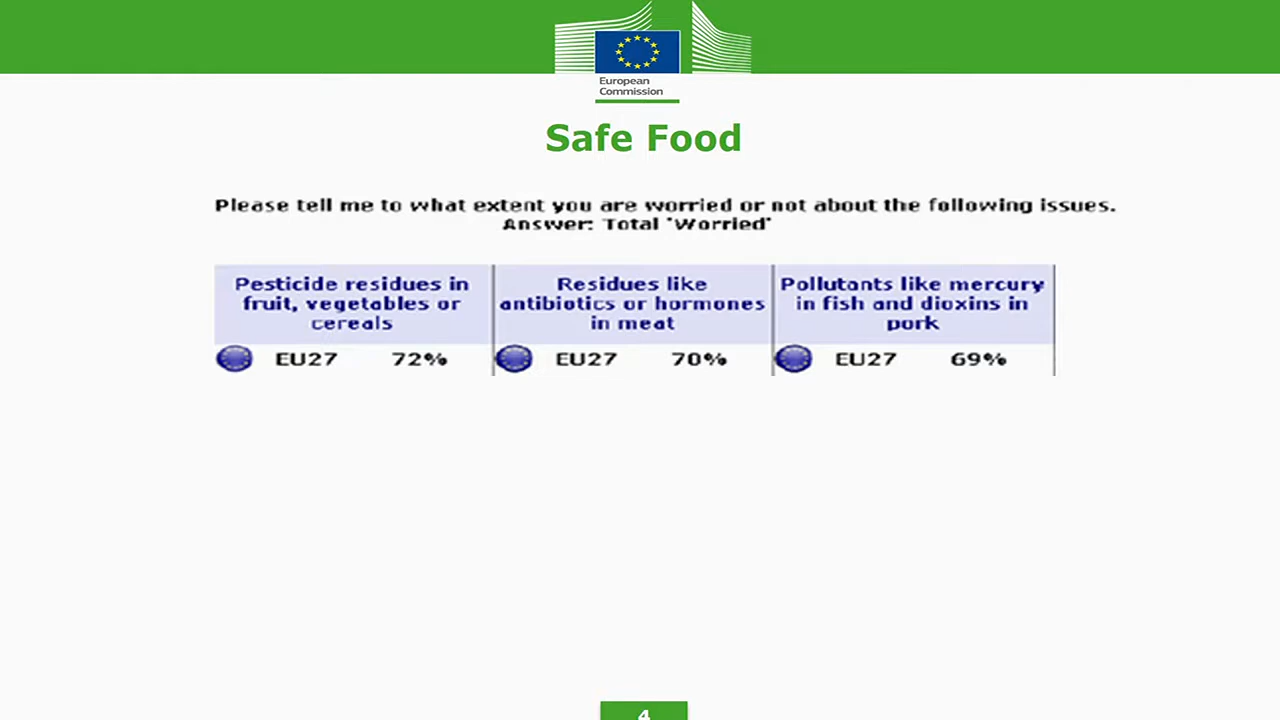 European
Commission
Safe Food
Please tell me to what extent you are worried or not about the following issues.
Answer: Total 'Worried'
Pesticide residues in
fruit, vegetables or
cereals
EU27 72%
Residues like
antibiotics or hormones
in meat
EU27 70%
Pollutants like mercury
in fish and dioxins in
pork
EU27 69%
4